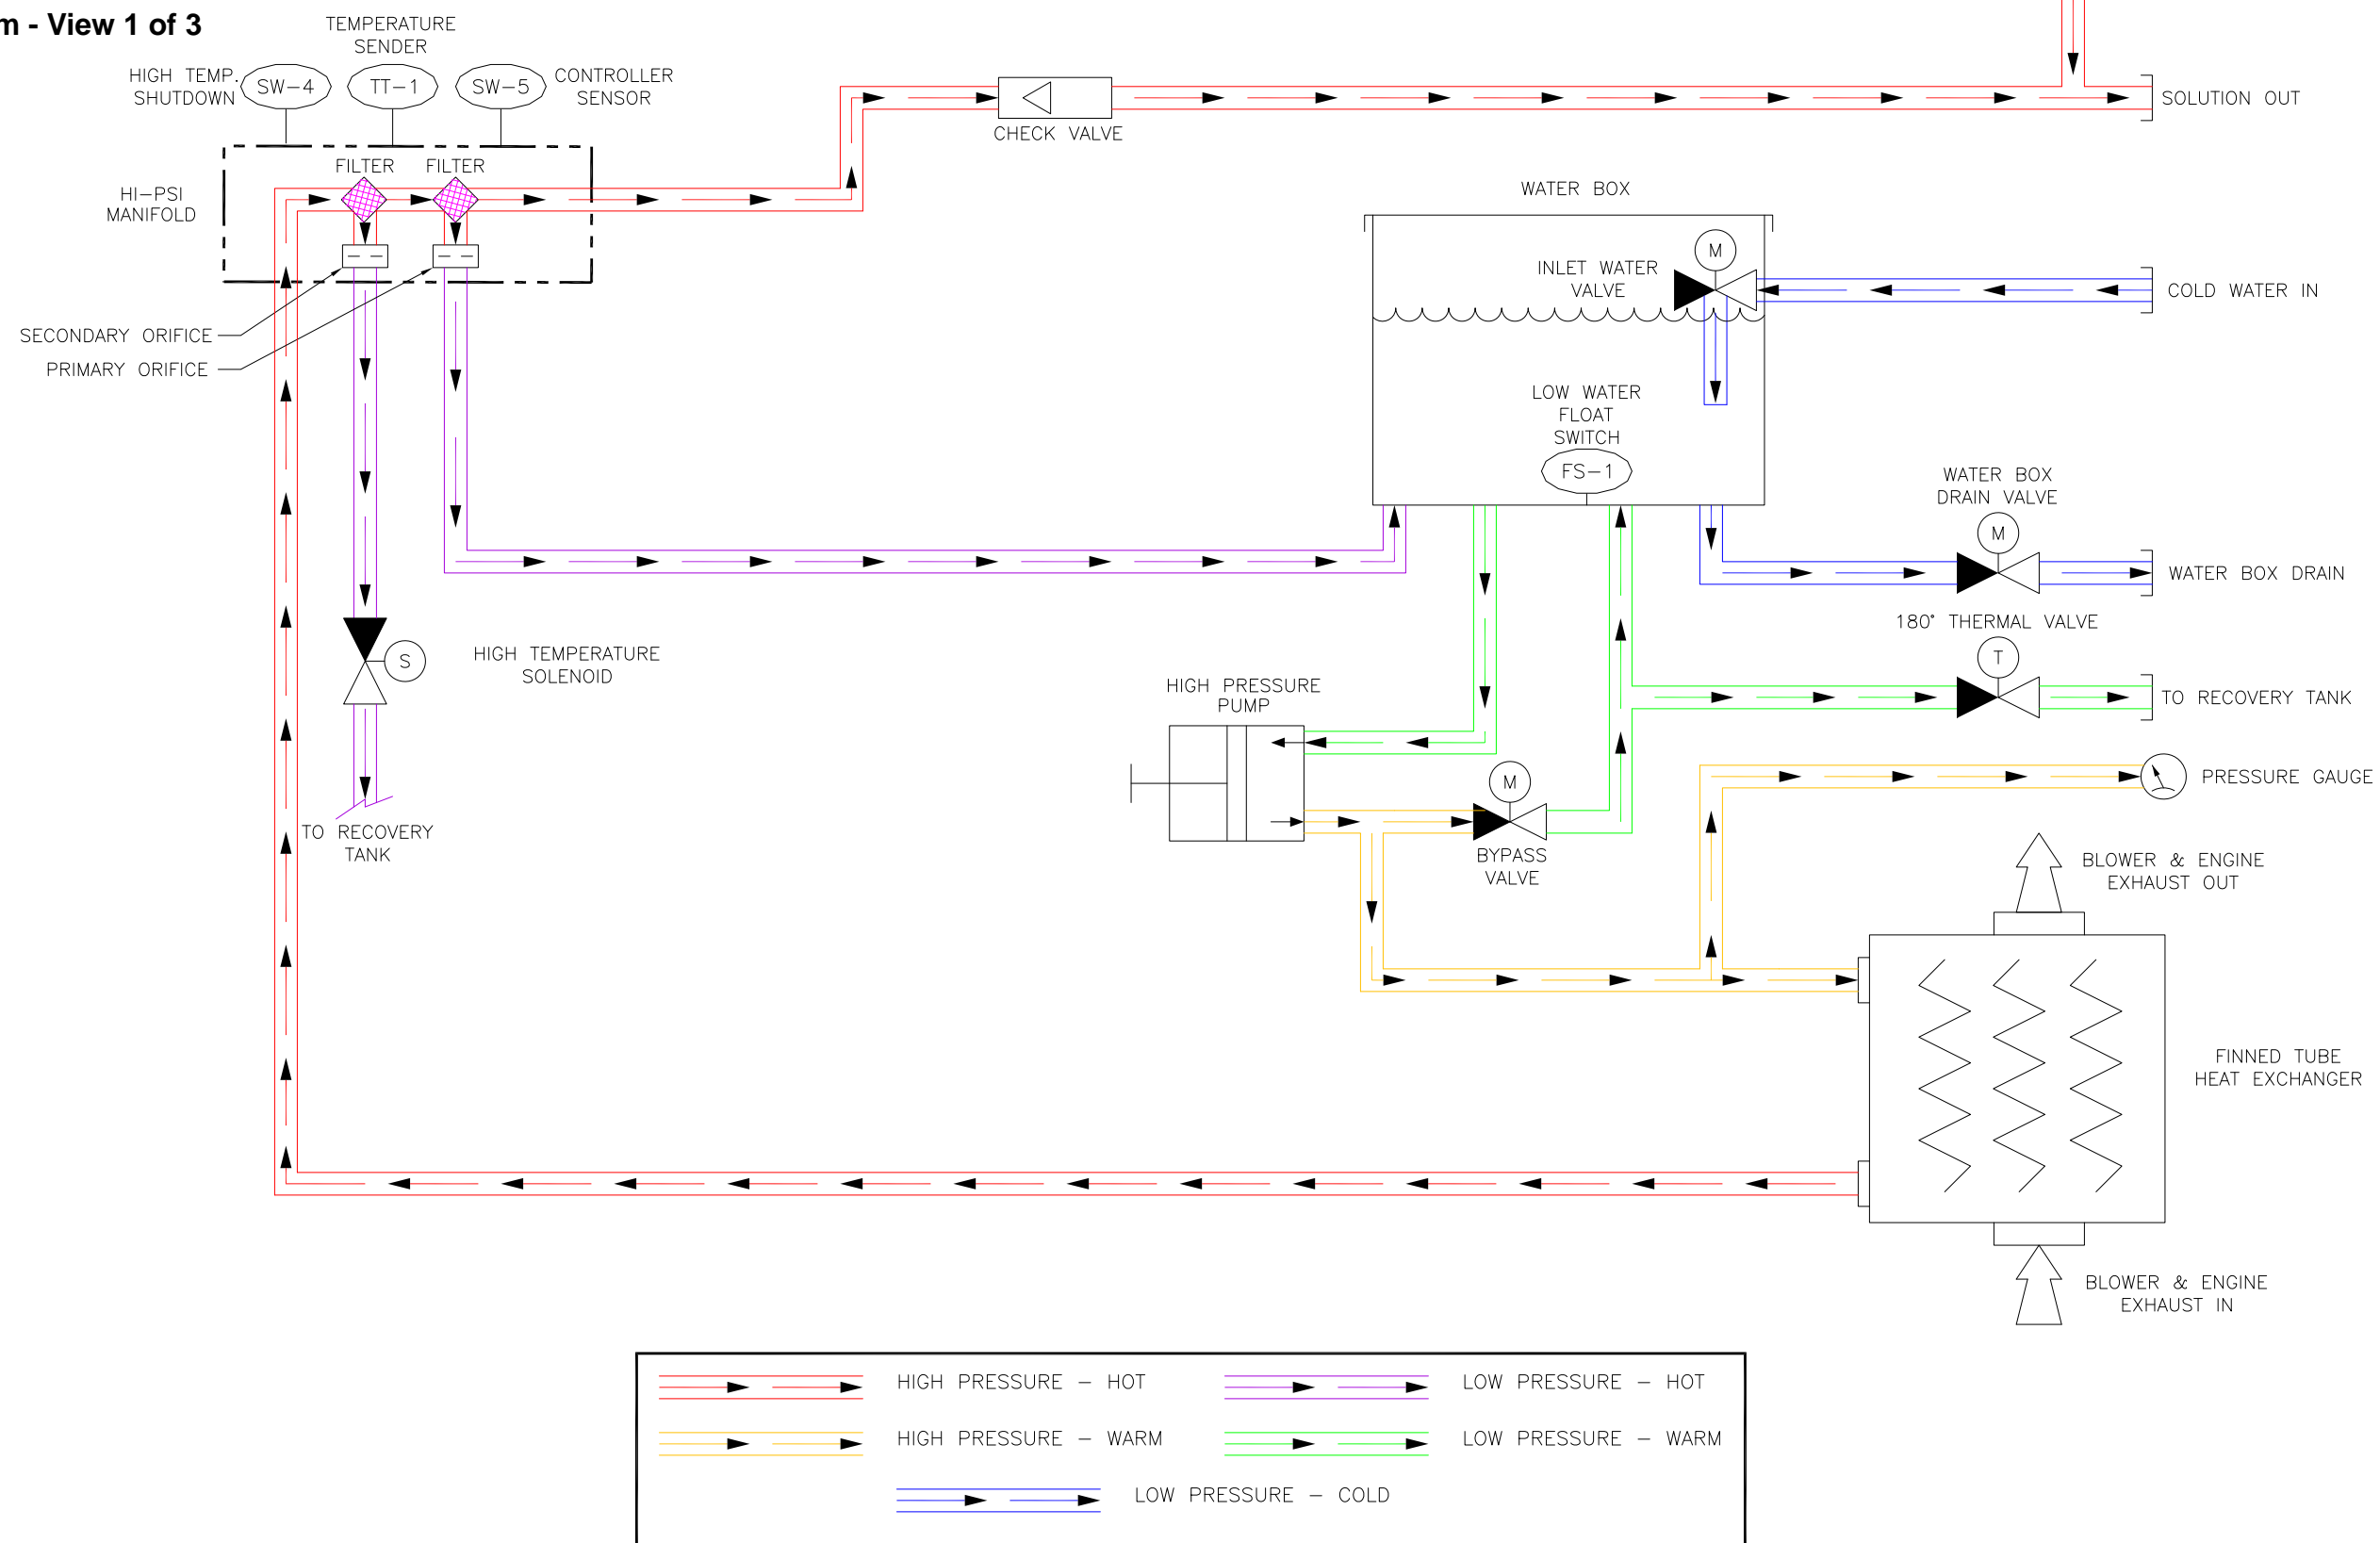 m - View 1 of 3
TEMPERATURE
SENDER
HIGH TEMP.
SHUTDOWN
SW-4
TT-1
SW-5
CONTROLLER
SENSOR
CHECK VALVE
SOLUTION OUT
HI-PSI
MANIFOLD
FILTER
FILTER
WATER BOX
M
INLET WATER
VALVE
COLD WATER IN
SECONDARY ORIFICE
PRIMARY ORIFICE
LOW WATER
FLOAT
SWITCH
FS-1
WATER BOX
DRAIN VALVE
M
WATER BOX DRAIN
180° THERMAL VALVE
T
TO RECOVERY TANK
S
HIGH TEMPERATURE
SOLENOID
HIGH PRESSURE
PUMP
M
BYPASS
VALVE
PRESSURE GAUGE
TO RECOVERY
TANK
BLOWER & ENGINE
EXHAUST OUT
FINNED TUBE
HEAT EXCHANGER
BLOWER & ENGINE
EXHAUST IN
HIGH PRESSURE - HOT
LOW PRESSURE - HOT
HIGH PRESSURE - WARM
LOW PRESSURE - WARM
LOW PRESSURE - COLD